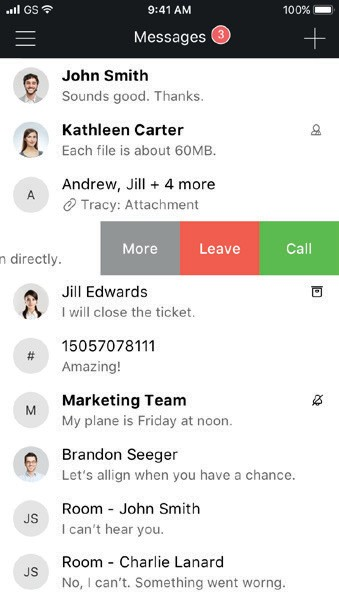 GS 9:41 AM 100%
Messages 3
John Smith
Sounds good. Thanks.
Kathleen Carter
Each file is about 60MB.
A
Andrew, Jill + 4 more
Tracy: Attachment
n directly.
More Leave Call
Jill Edwards
I will close the ticket.
#
15057078111
Amazing!
M
Marketing Team
My plane is Friday at noon.
Brandon Seeger
Let's allign when you have a chance.
JS
Room - John Smith
I can't hear you.
JS
Room - Charlie Lanard
No, I can't. Something went worng.